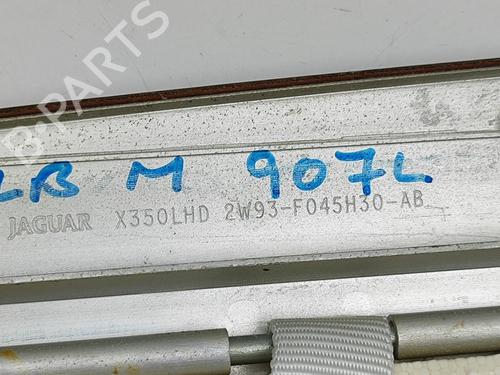 B-PARTS
LB M 907L
JAGUAR X350LHD 2W93-F045H30-AB